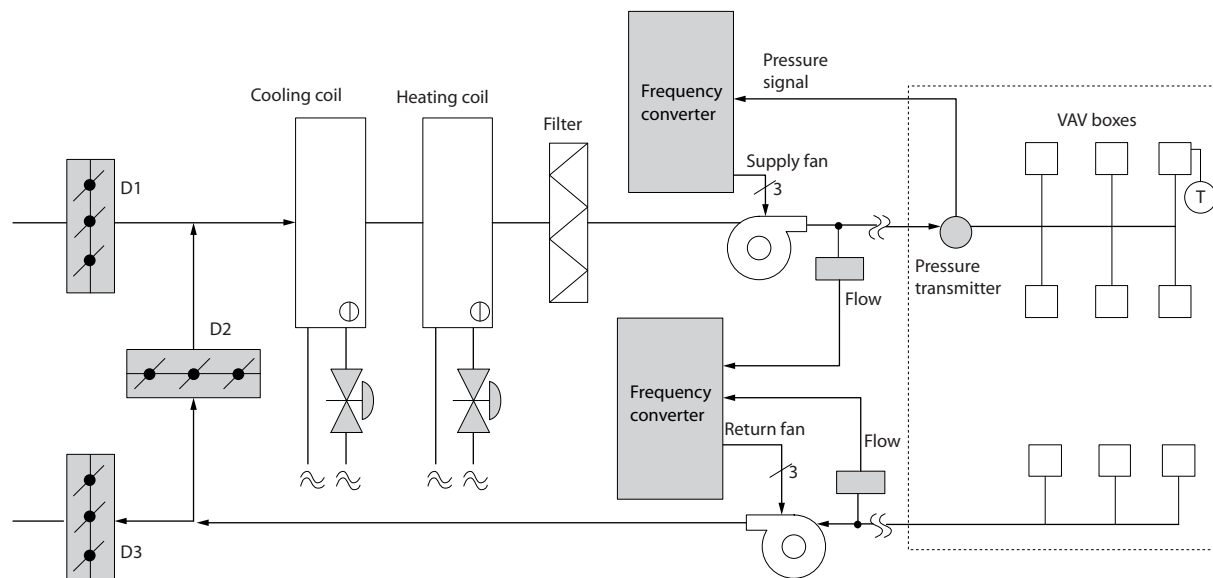 Pressure
signal
Cooling coil
Heating coil
Frequency
converter
VAV boxes
Filter
Supply fan
D1
3
T
Pressure
transmitter
Flow
D2
Frequency
converter
Return fan
Flow
3
D3